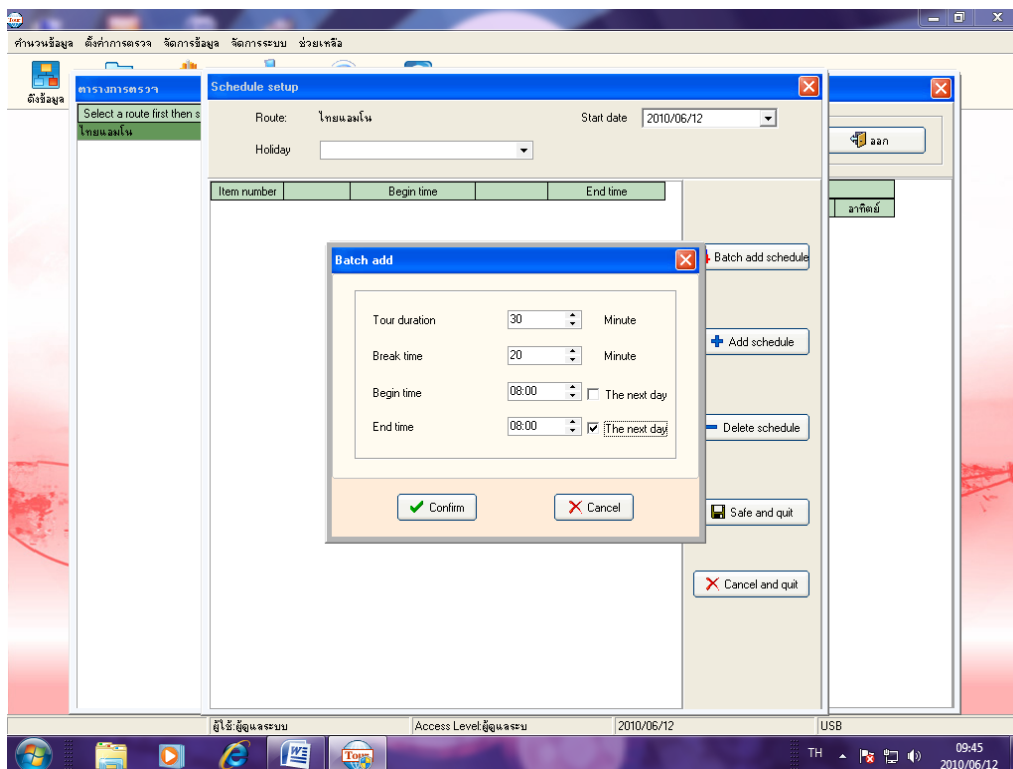 Tour
คำนวนข้อมูล ตั้งค่าการตรวจ จัดการข้อมูล จัดการระบบ ช่วยเหลือ
ดึงข้อมูล
ตารางการตรวจ
Select a route first then s
ไทยแอมโน
Schedule setup
Route: ไทยแอมโน Start date 2010/06/12
Holiday
ออก
Item number Begin time End time
อาทิตย์
Batch add
Batch add schedule
Tour duration 30 Minute
Add schedule
Break time 20 Minute
Begin time 08:00 The next day
End time 08:00 The next day
Delete schedule
Confirm Cancel
Safe and quit
Cancel and quit
ผู้ใช้:ผู้ดูแลระบบ Access Level:ผู้ดูแลระบ 2010/06/12 USB
Tour
TH 09:45
2010/06/12